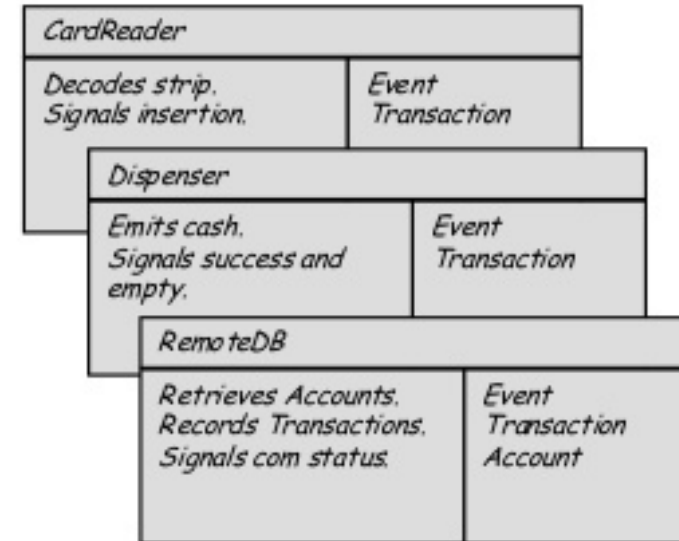 CardReader
Decodes strip.
Signals insertion.
Event
Transaction
Dispenser
Emits cash.
Signals success and
empty.
Event
Transaction
RemoteDB
Retrieves Accounts.
Records Transactions.
Signals com status.
Event
Transaction
Account